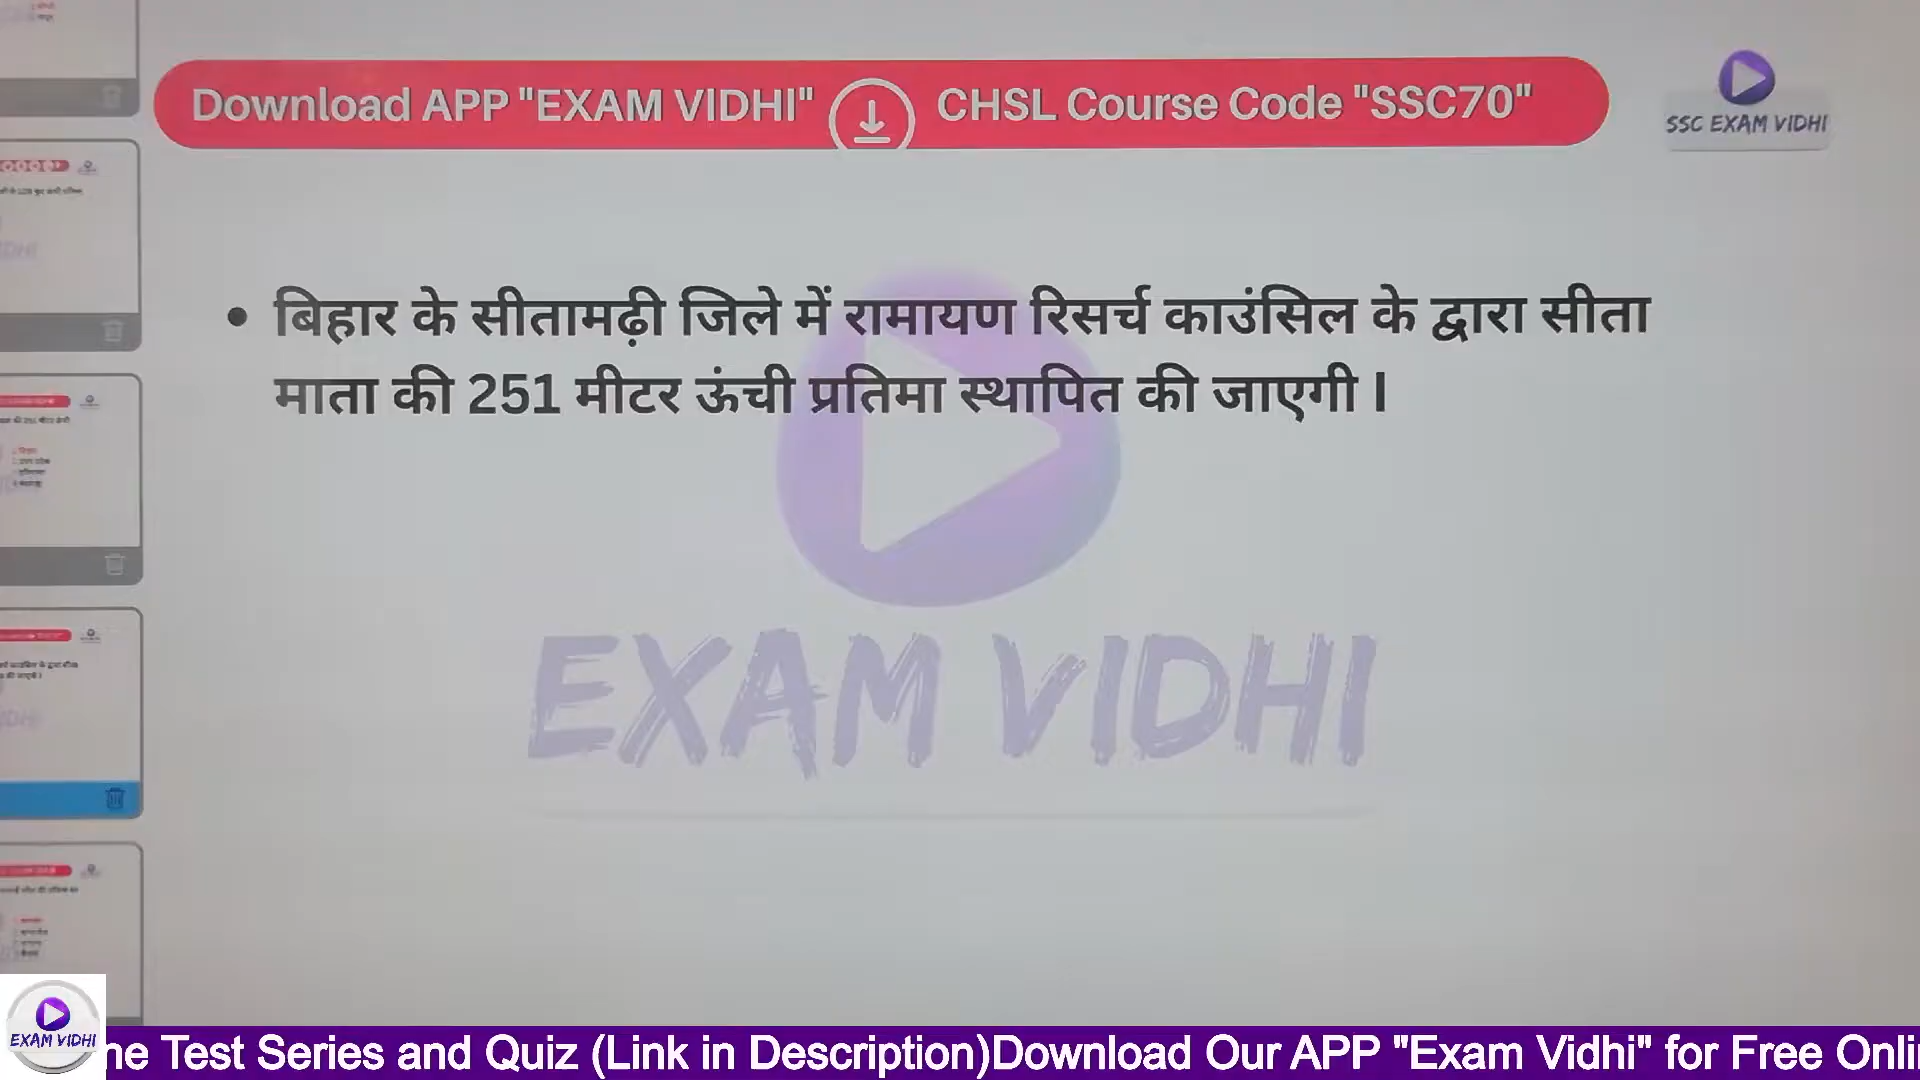 Download APP "EXAM VIDHI" CHSL Course Code "SSC70"
SSC EXAM VIDHI
• बिहार के सीतामढ़ी जिले में रामायण रिसर्च काउंसिल के द्वारा सीता
माता की 251 मीटर ऊंची प्रतिमा स्थापित की जाएगी l
EXAM VIDHI
EXAM VIDHI
ne Test Series and Quiz (Link in Description)Download Our APP "Exam Vidhi" for Free Onli